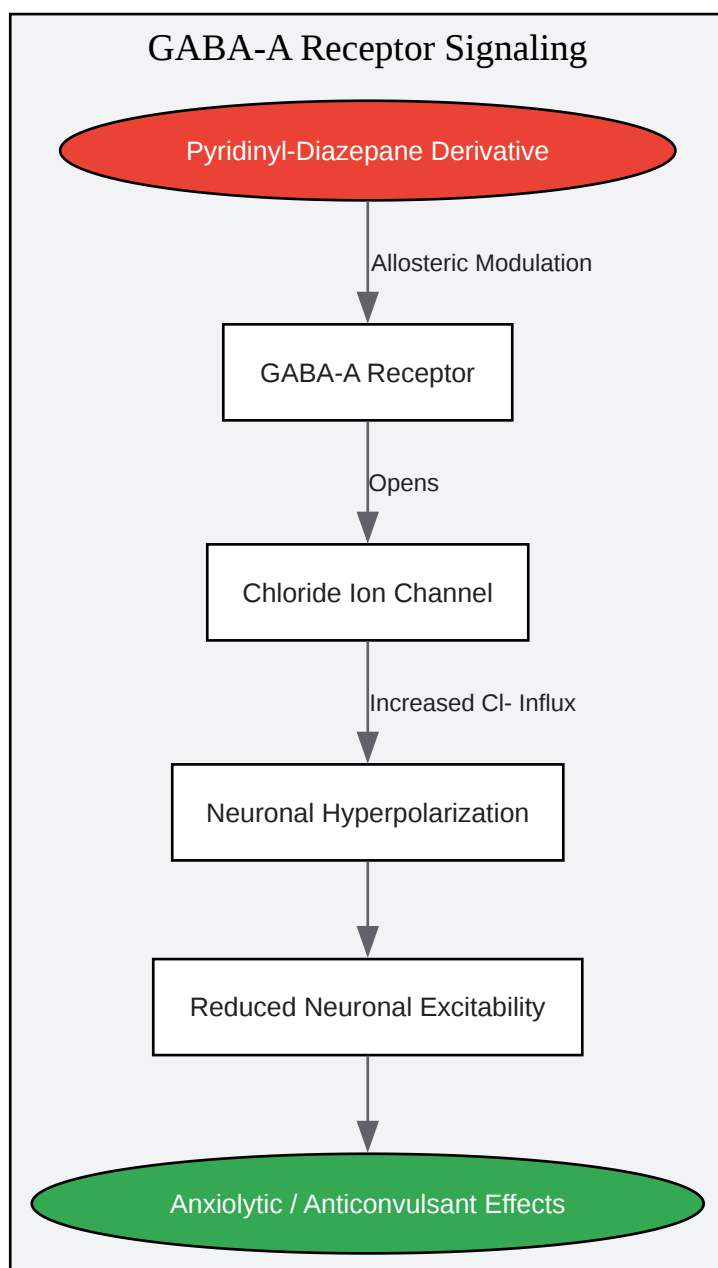 GABA-A Receptor Signaling
Pyridinyl-Diazepane Derivative
Allosteric Modulation
GABA-A Receptor
Opens
Chloride Ion Channel
Increased Cl- Influx
Neuronal Hyperpolarization
Reduced Neuronal Excitability
Anxiolytic / Anticonvulsant Effects